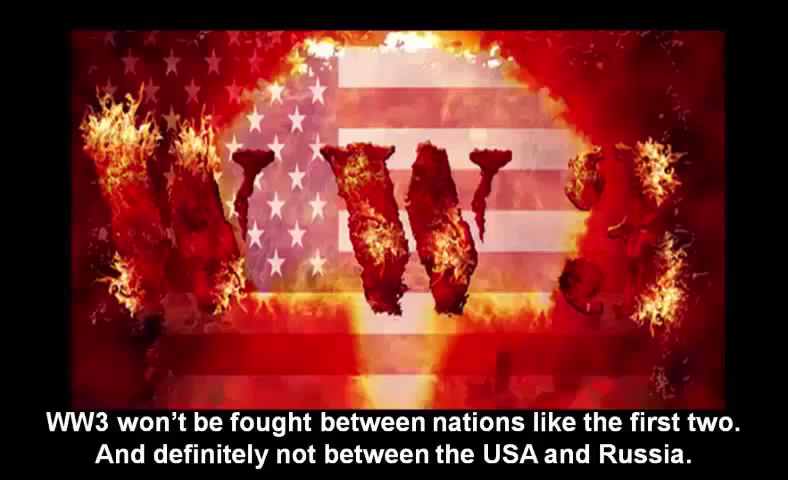 WW3
WW3 won't be fought between nations like the first two.
And definitely not between the USA and Russia.